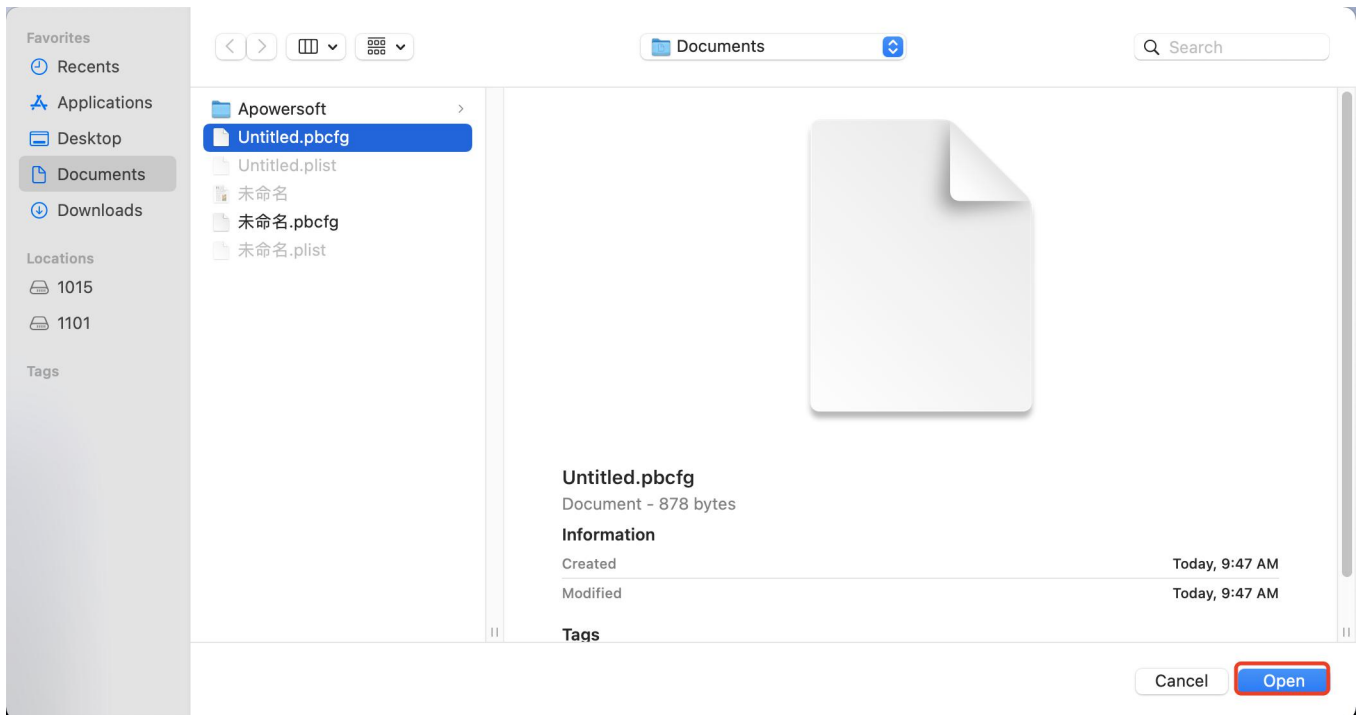 Favorites
Recents
Applications
Desktop
Documents
Downloads
Locations
1015
1101
Tags
Documents
Search
Apowersoft
Untitled.pbcfg
Untitled.plist
未命名
未命名.pbcfg
未命名.plist
Untitled.pbcfg
Document - 878 bytes
Information
Created Today, 9:47 AM
Modified Today, 9:47 AM
Tags
Cancel Open